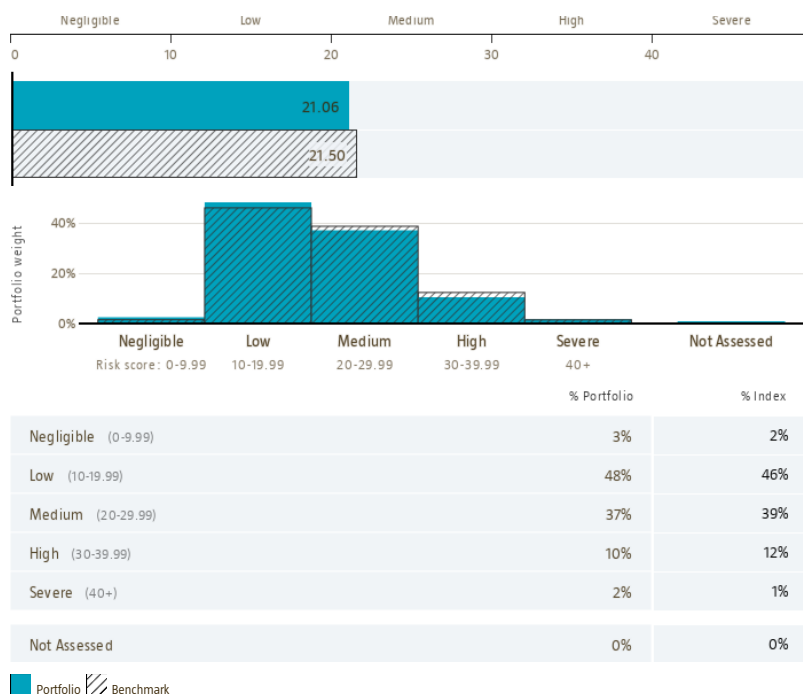 Negligible Low Medium High Severe
0 10 20 30 40
21.06
21.50
Portfolio weight
40%
20%
0%
Negligible Low Medium High Severe Not Assessed
Risk score: 0-9.99 10-19.99 20-29.99 30-39.99 40+
% Portfolio % Index
Negligible (0-9.99) 3% 2%
Low (10-19.99) 48% 46%
Medium (20-29.99) 37% 39%
High (30-39.99) 10% 12%
Severe (40+) 2% 1%
Not Assessed 0% 0%
Portfolio Benchmark